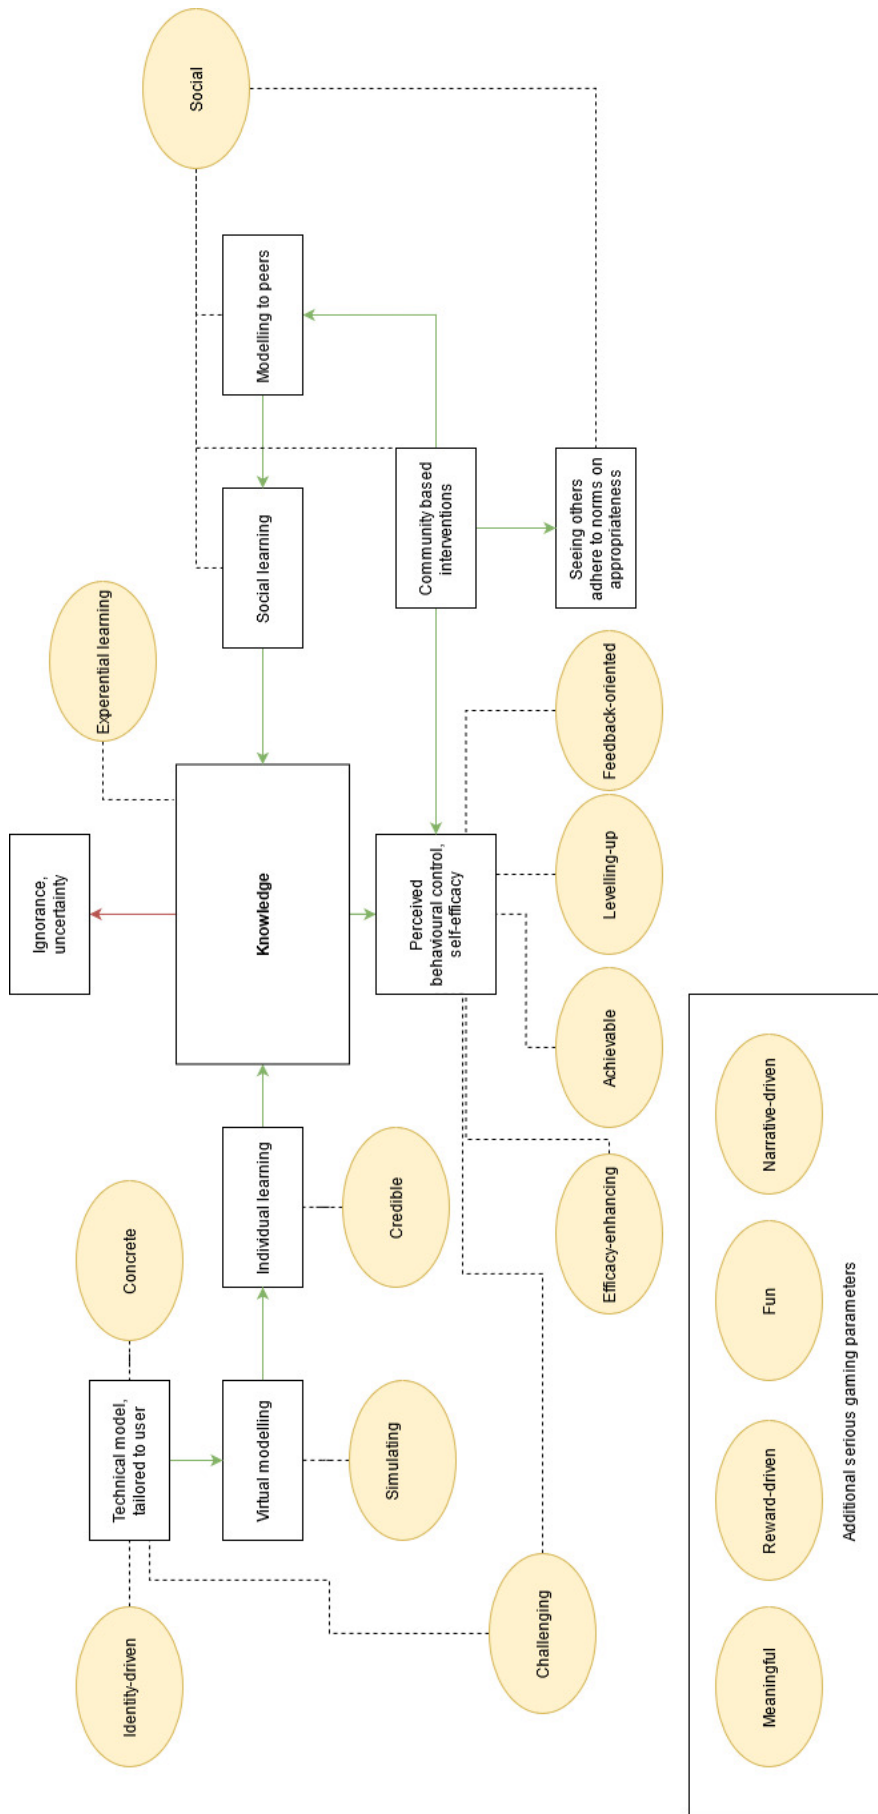 Ignorance,
uncertainty
Identity-driven
Technical model,
tailored to user
Concrete
Experential learning
Social
Virtual modelling
Individual learning
Knowledge
Social learning
Modelling to peers
Simulating
Credible
Perceived
behavioural control,
self-efficacy
Community based
interventions
Challenging
Efficacy-enhancing
Achievable
Levelling-up
Feedback-oriented
Seeing others
adhere to norms on
appropriateness
Meaningful
Reward-driven
Fun
Narrative-driven
Additional serious gaming parameters